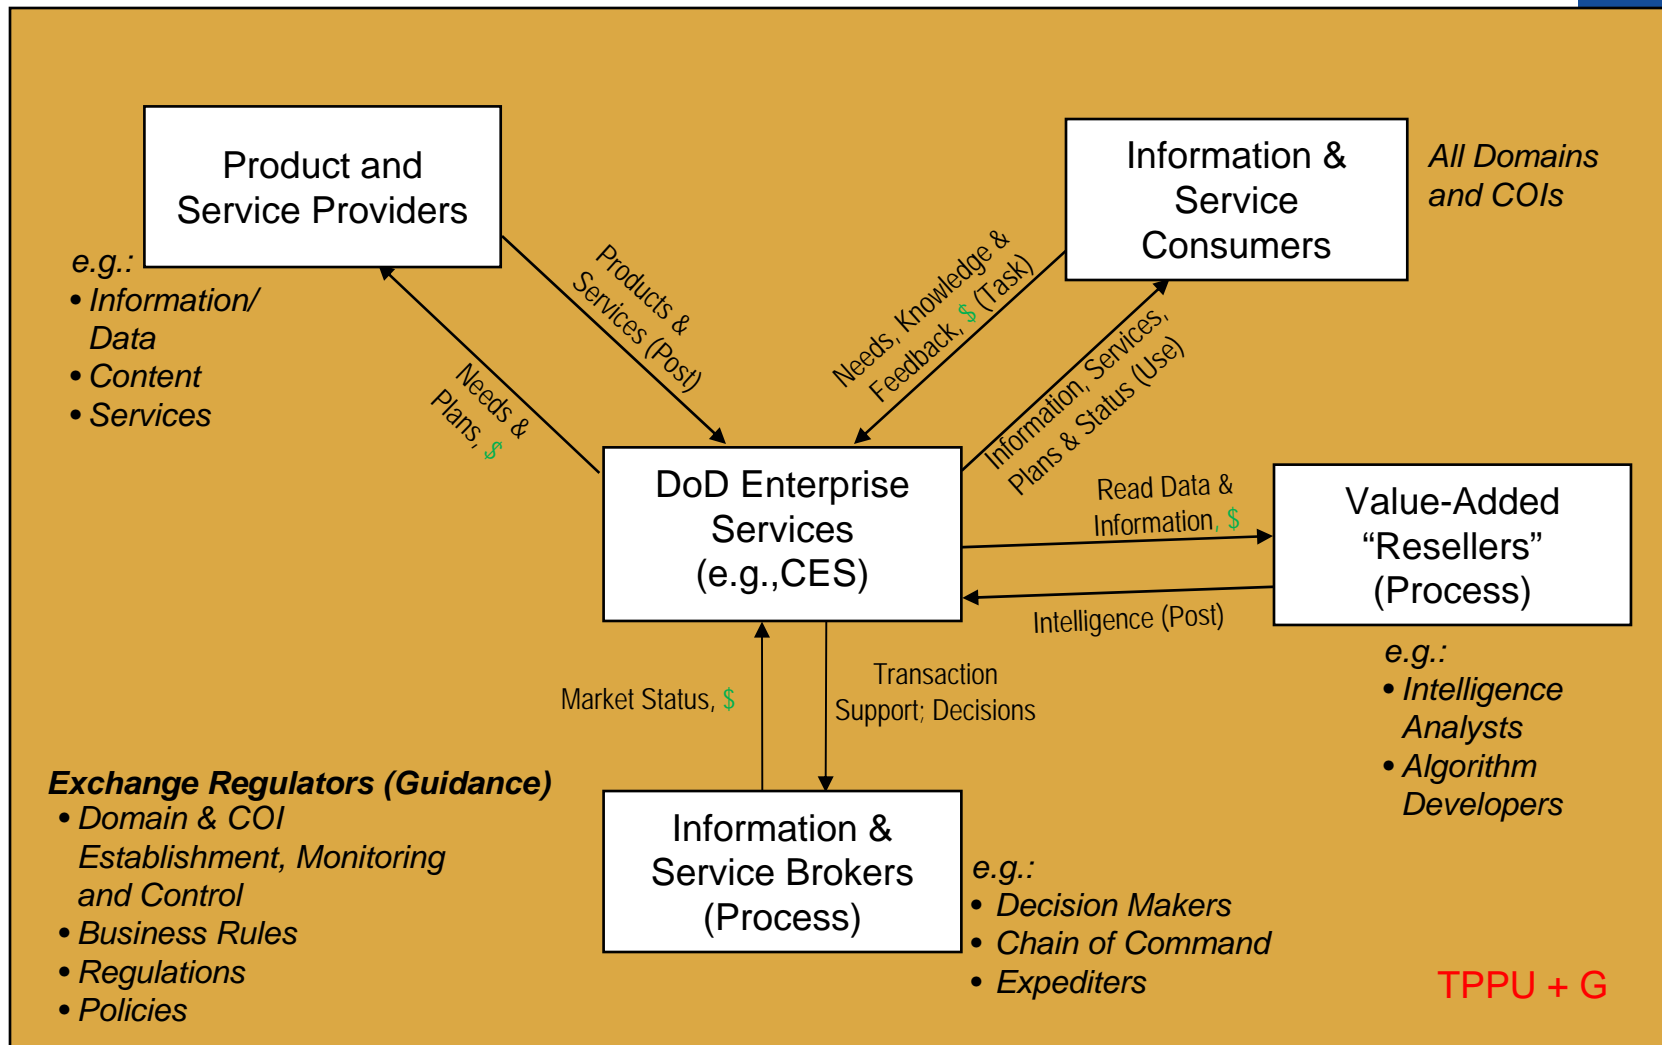 Product and
Service Providers
Information &
Service
Consumers
All Domains
and COIs
e.g.:
• Information/
Data
• Content
• Services
Products &
Services (Post)
Needs &
Plans, $
Needs, Knowledge &
Feedback, $ (Task)
Information, Services,
Plans & Status (Use)
DoD Enterprise
Services
(e.g.,CES)
Read Data &
Information, $
Intelligence (Post)
Value-Added
“Resellers”
(Process)
e.g.:
• Intelligence
Analysts
• Algorithm
Developers
Market Status, $
Transaction
Support; Decisions
Exchange Regulators (Guidance)
• Domain & COI
Establishment, Monitoring
and Control
• Business Rules
• Regulations
• Policies
Information &
Service Brokers
(Process)
e.g.:
• Decision Makers
• Chain of Command
• Expediters
TPPU + G